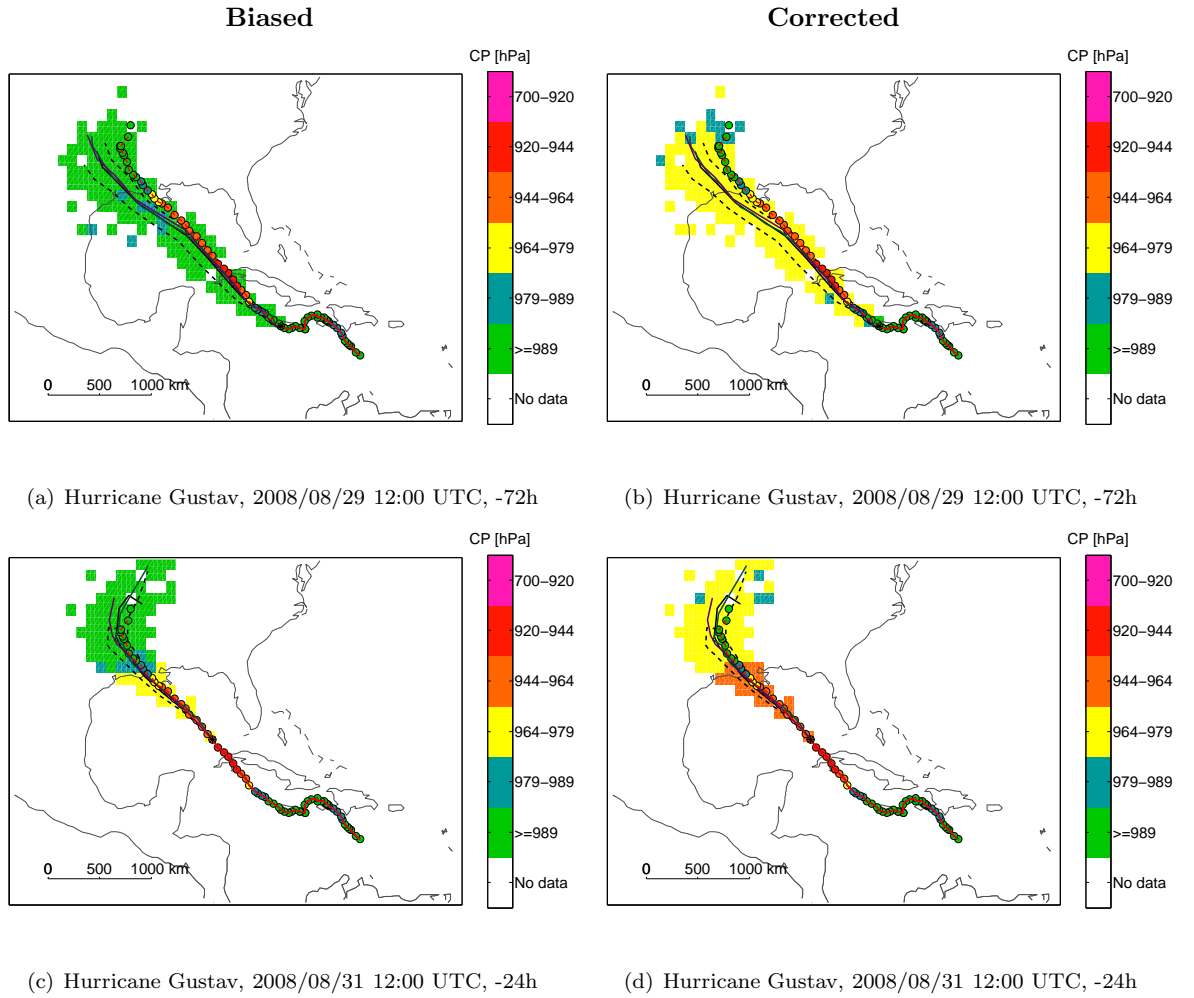 Biased
Corrected
CP [hPa]
700−920
920−944
944−964
964−979
979−989
>=989
No data
0 500 1000 km
CP [hPa]
700−920
920−944
944−964
964−979
979−989
>=989
No data
0 500 1000 km
(a) Hurricane Gustav, 2008/08/29 12:00 UTC, -72h
(b) Hurricane Gustav, 2008/08/29 12:00 UTC, -72h
CP [hPa]
700−920
920−944
944−964
964−979
979−989
>=989
No data
0 500 1000 km
CP [hPa]
700−920
920−944
944−964
964−979
979−989
>=989
No data
0 500 1000 km
(c) Hurricane Gustav, 2008/08/31 12:00 UTC, -24h
(d) Hurricane Gustav, 2008/08/31 12:00 UTC, -24h